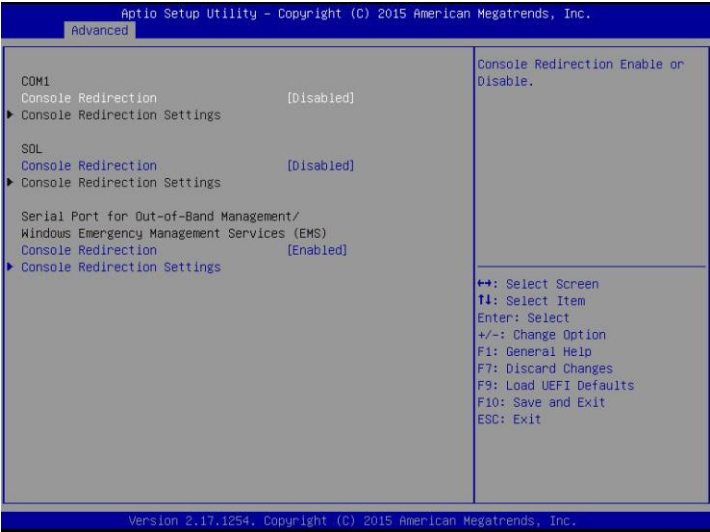 Aptio Setup Utility – Copyright (C) 2015 American Megatrends, Inc.
Advanced
COM1
Console Redirection [Disabled]
Console Redirection Settings
SOL
Console Redirection [Disabled]
Console Redirection Settings
Serial Port for Out-of-Band Management/
Windows Emergency Management Services (EMS)
Console Redirection [Enabled]
Console Redirection Settings
Console Redirection Enable or
Disable.
↔: Select Screen
↑↓: Select Item
Enter: Select
+/-: Change Option
F1: General Help
F7: Discard Changes
F9: Load UEFI Defaults
F10: Save and Exit
ESC: Exit
Version 2.17.1254. Copyright (C) 2015 American Megatrends, Inc.